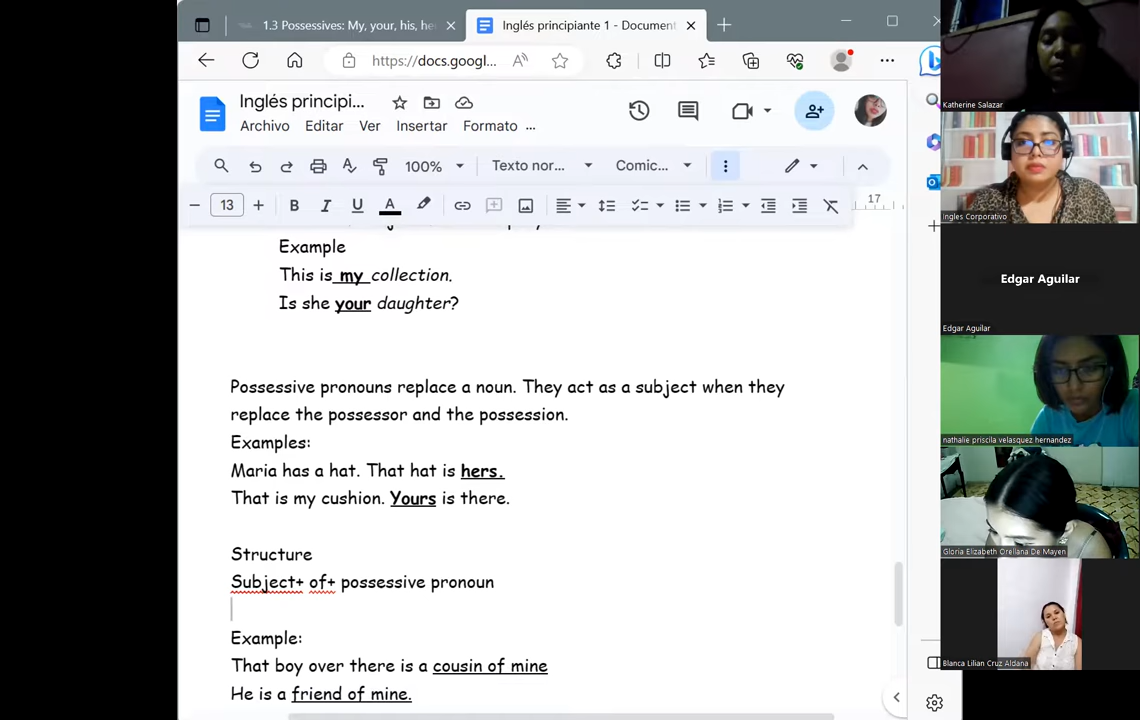 1.3 Possessives: My, your, his, he
Inglés principiante 1 - Document
https://docs.googl...
Inglés principi...
Archivo Editar Ver Insertar Formato ...
100% Texto nor... Comic...
13
17
Example
This is my collection.
Is she your daughter?
Possessive pronouns replace a noun. They act as a subject when they
replace the possessor and the possession.
Examples:
Maria has a hat. That hat is hers.
That is my cushion. Yours is there.
Structure
Subject+ of+ possessive pronoun
Example:
That boy over there is a cousin of mine
He is a friend of mine.
Katherine Salazar
Ingles Corporativo
Edgar Aguilar
Edgar Aguilar
nathalie priscila velasquez hernandez
Gloria Elizabeth Orellana De Mayen
Blanca Lilian Cruz Aldana